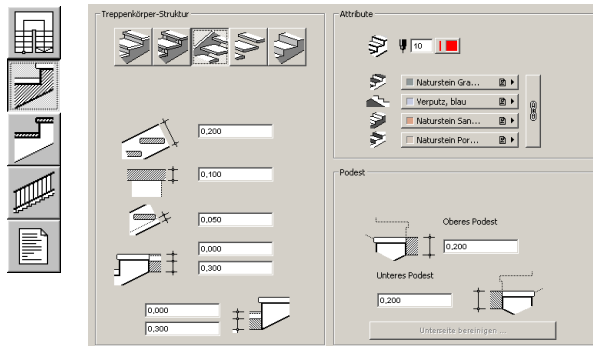 Treppenkörper-Struktur
0,200
0,100
0,050
0,000
0,300
0,000
0,300
Attribute
10
Naturstein Gra...
Verputz, blau
Naturstein San...
Naturstein Por...
Podest
Oberes Podest
0,200
Unteres Podest
0,200
Unterseite bereinigen ...